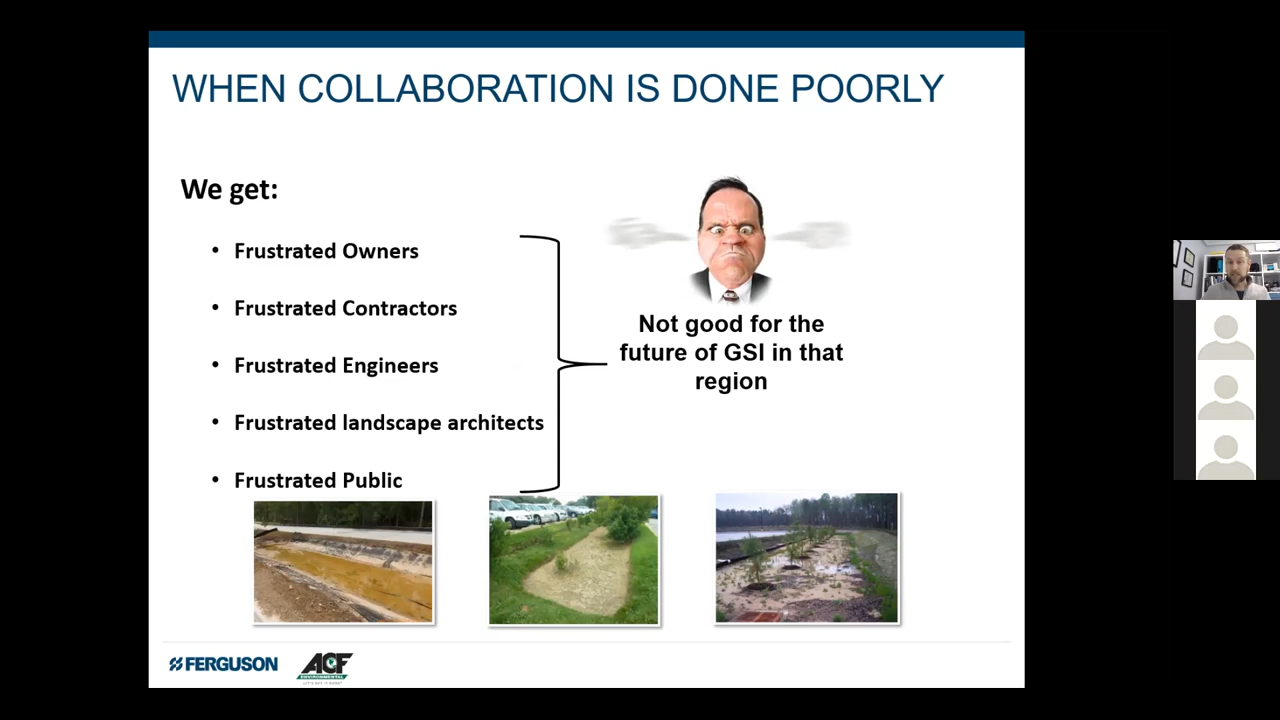 WHEN COLLABORATION IS DONE POORLY
We get:
• Frustrated Owners
• Frustrated Contractors
• Frustrated Engineers
• Frustrated landscape architects
• Frustrated Public
Not good for the
future of GSI in that
region
FERGUSON
ACF
ENVIRONMENTAL